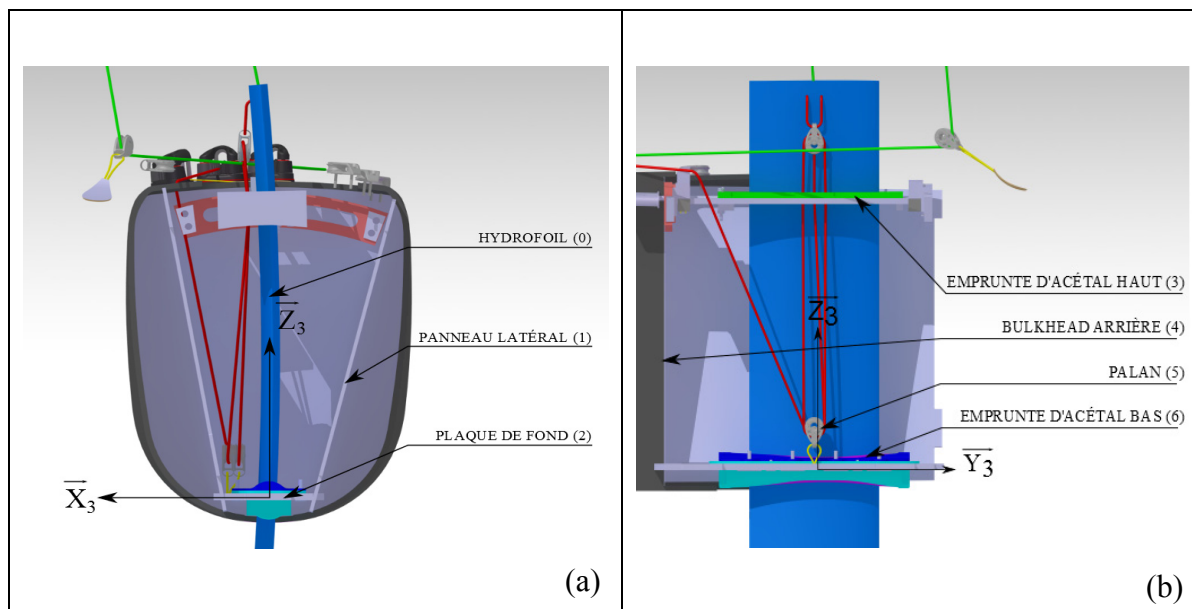 HYDROFOIL (0)
Z₃
PANNEAU LATÉRAL (1)
PLAQUE DE FOND (2)
X₃
(a)
EMPRUNTE D'ACÉTAL HAUT (3)
Z₃
BULKHEAD ARRIÈRE (4)
PALAN (5)
EMPRUNTE D'ACÉTAL BAS (6)
Y₃
(b)